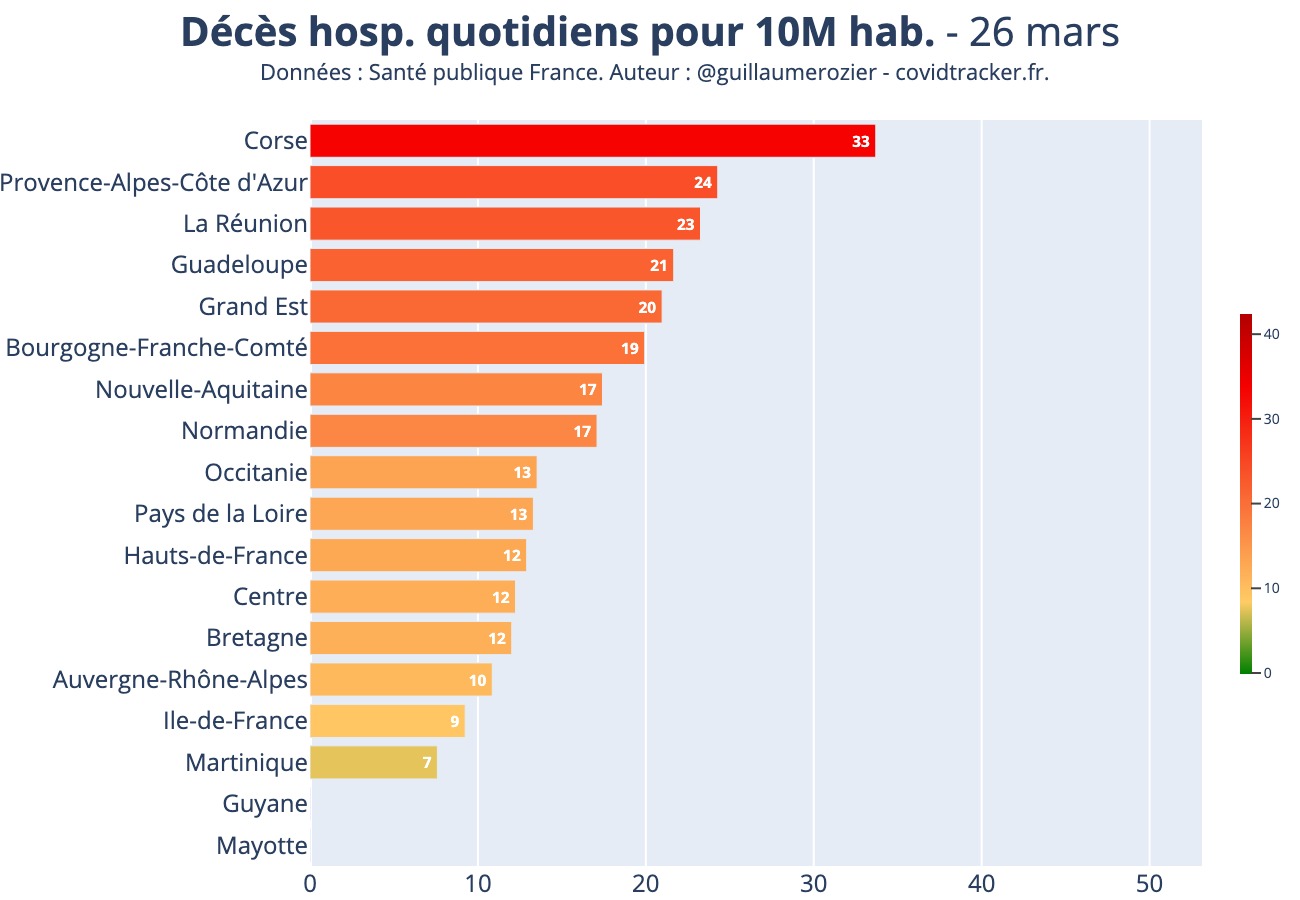 Décès hosp. quotidiens pour 10M hab. - 26 mars
Données : Santé publique France. Auteur : @guillaumerozier - covidtracker.fr.
Corse 33
Provence-Alpes-Côte d'Azur 24
La Réunion 23
Guadeloupe 21
Grand Est 20
Bourgogne-Franche-Comté 19
Nouvelle-Aquitaine 17
Normandie 17
Occitanie 13
Pays de la Loire 13
Hauts-de-France 12
Centre 12
Bretagne 12
Auvergne-Rhône-Alpes 10
Ile-de-France 9
Martinique 7
Guyane
Mayotte
0 10 20 30 40 50
40
30
20
10
0